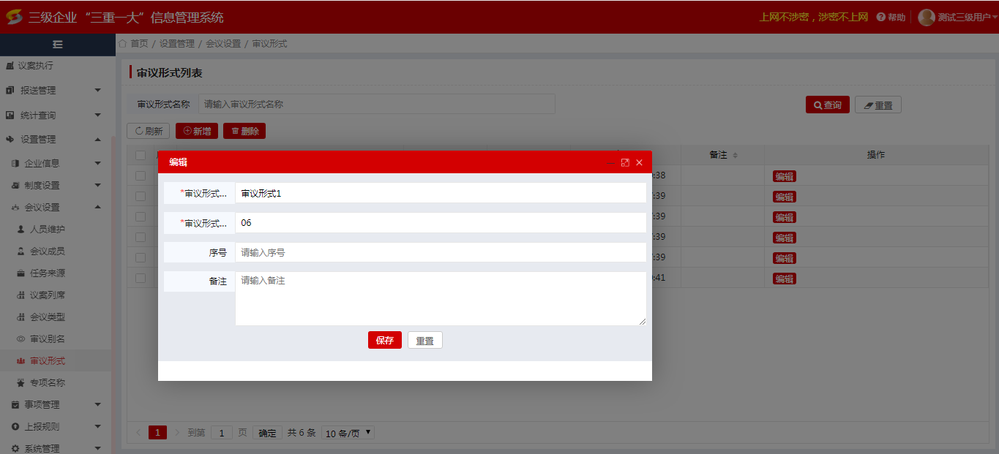 三级企业“三重一大”信息管理系统
上网不涉密，涉密不上网
帮助
测试三级用户
首页 / 设置管理 / 会议设置 / 审议形式
议案执行
报送管理
统计查询
设置管理
企业信息
制度设置
会议设置
人员维护
会议成员
任务来源
议案列席
会议类型
审议别名
审议形式
专项名称
事项管理
上报规则
系统管理
审议形式列表
审议形式名称 请输入审议形式名称
查询 重置
刷新 新增 删除
备注 操作
:38 编辑
:39 编辑
:39 编辑
:39 编辑
:39 编辑
:41 编辑
编辑
*审议形式... 审议形式1
*审议形式... 06
序号 请输入序号
备注 请输入备注
保存 重置
1 到第 1 页 确定 共 6 条 10 条/页